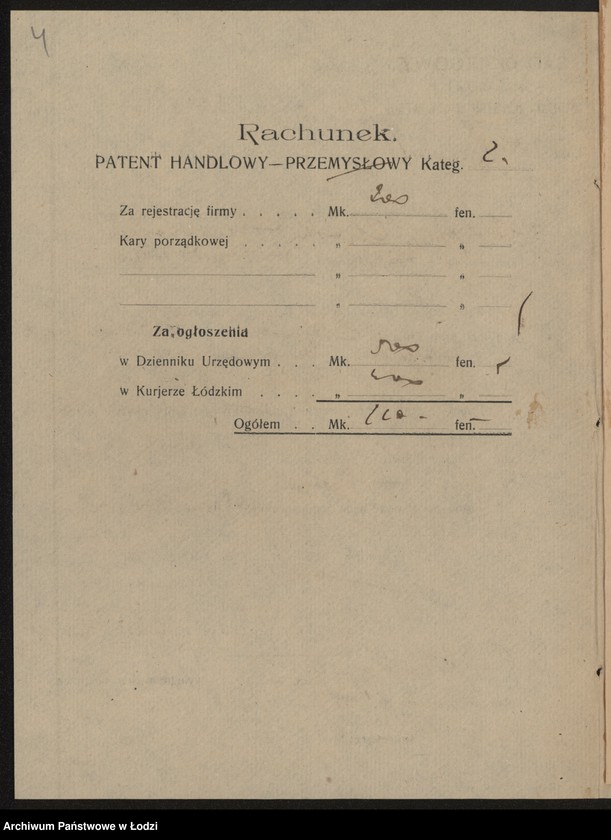 4
Rachunek.
PATENT HANDLOWY—PRZEMYSŁOWY Kateg. 2.
Za rejestrację firmy . . . . . Mk. fen.
Kary porządkowej . . . . . „ „
„ „
„ „
Za ogłoszenia
w Dzienniku Urzędowym . . . Mk. fen.
w Kurjerze Łódzkim . . . . „ „
Ogółem . . Mk. fen. —
Archiwum Państwowe w Łodzi